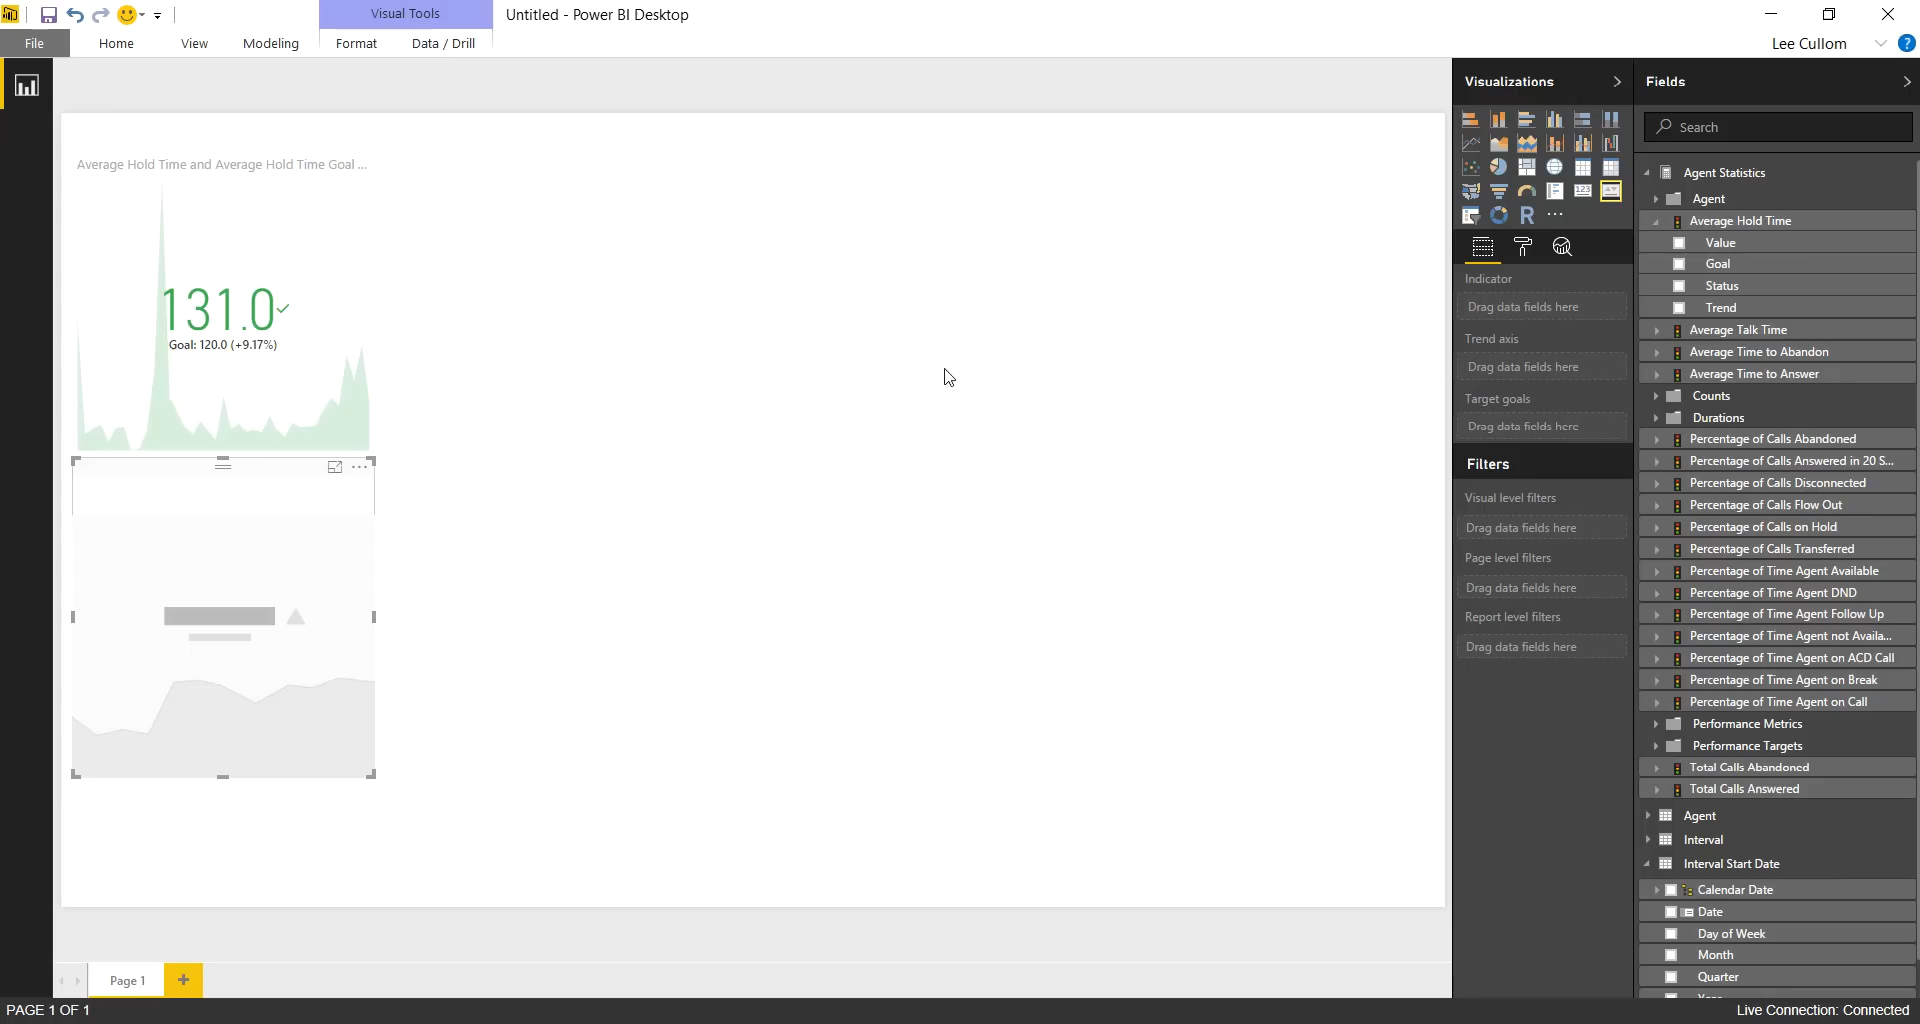 Visual Tools
Untitled - Power BI Desktop
File
Home
View
Modeling
Format
Data / Drill
Lee Cullom
?
Average Hold Time and Average Hold Time Goal ...
131.0
Goal: 120.0 (+9.17%)
Visualizations
123
R
Indicator
Drag data fields here
Trend axis
Drag data fields here
Target goals
Drag data fields here
Filters
Visual level filters
Drag data fields here
Page level filters
Drag data fields here
Report level filters
Drag data fields here
Fields
Search
Agent Statistics
Agent
Average Hold Time
Value
Goal
Status
Trend
Average Talk Time
Average Time to Abandon
Average Time to Answer
Counts
Durations
Percentage of Calls Abandoned
Percentage of Calls Answered in 20 S...
Percentage of Calls Disconnected
Percentage of Calls Flow Out
Percentage of Calls on Hold
Percentage of Calls Transferred
Percentage of Time Agent Available
Percentage of Time Agent DND
Percentage of Time Agent Follow Up
Percentage of Time Agent not Availa...
Percentage of Time Agent on ACD Call
Percentage of Time Agent on Break
Percentage of Time Agent on Call
Performance Metrics
Performance Targets
Total Calls Abandoned
Total Calls Answered
Agent
Interval
Interval Start Date
Calendar Date
Date
Day of Week
Month
Quarter
Page 1
+
PAGE 1 OF 1
Live Connection: Connected